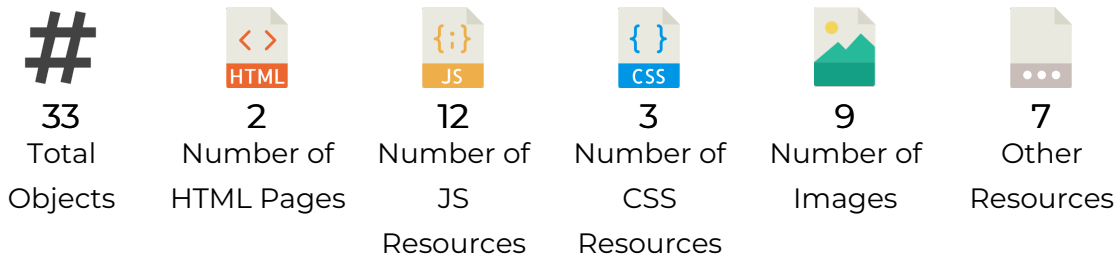 #
< >
HTML
{;}
JS
{ }
CSS
33
Total
Objects
2
Number of
HTML Pages
12
Number of
JS
Resources
3
Number of
CSS
Resources
9
Number of
Images
7
Other
Resources